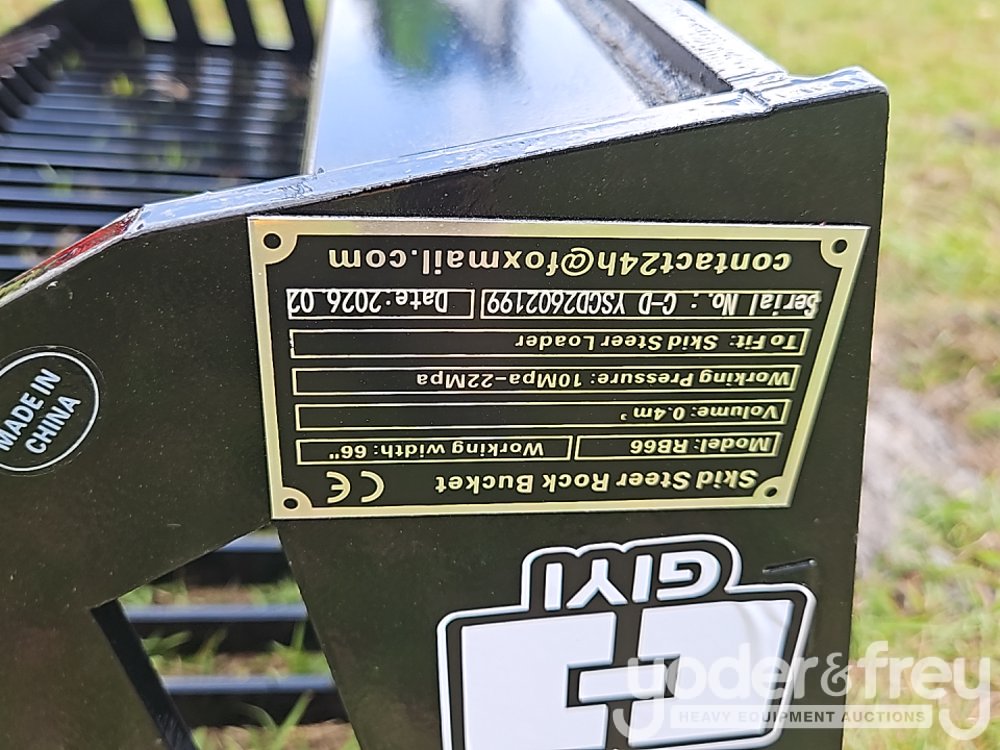 Skid Steer Rock Bucket CE
Model: RB66 Working width: 66"
Volume: 0.4m³
Working Pressure: 10Mpa-22Mpa
To Fit: Skid Steer Loader
Serial No.: C-D YSCD2602199 Date:2026.02
contact24h@foxmail.com
MADE IN
CHINA
GIYI
yoder&frey
HEAVY EQUIPMENT AUCTIONS